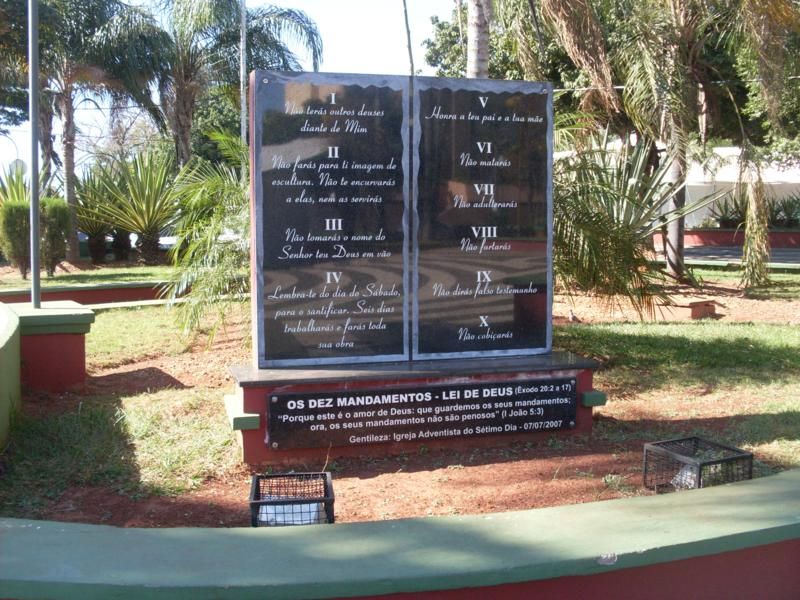 I
Não terás outros deuses
diante de Mim
II
Não farás para ti imagem de
escultura. Não te encurvarás
a elas, nem as servirás
III
Não tomarás o nome do
Senhor teu Deus em vão
IV
Lembra-te do dia do Sábado,
para o santificar. Seis dias
trabalharás e farás toda
sua obra
V
Honra a teu pai e a tua mãe
VI
Não matarás
VII
Não adulterarás
VIII
Não furtarás
IX
Não dirás falso testemunho
X
Não cobiçarás
OS DEZ MANDAMENTOS - LEI DE DEUS (Êxodo 20:2 a 17)
"Porque este é o amor de Deus: que guardemos os seus mandamentos;
ora, os seus mandamentos não são penosos" (I João 5:3)
Gentileza: Igreja Adventista do Sétimo Dia - 07/07/2007